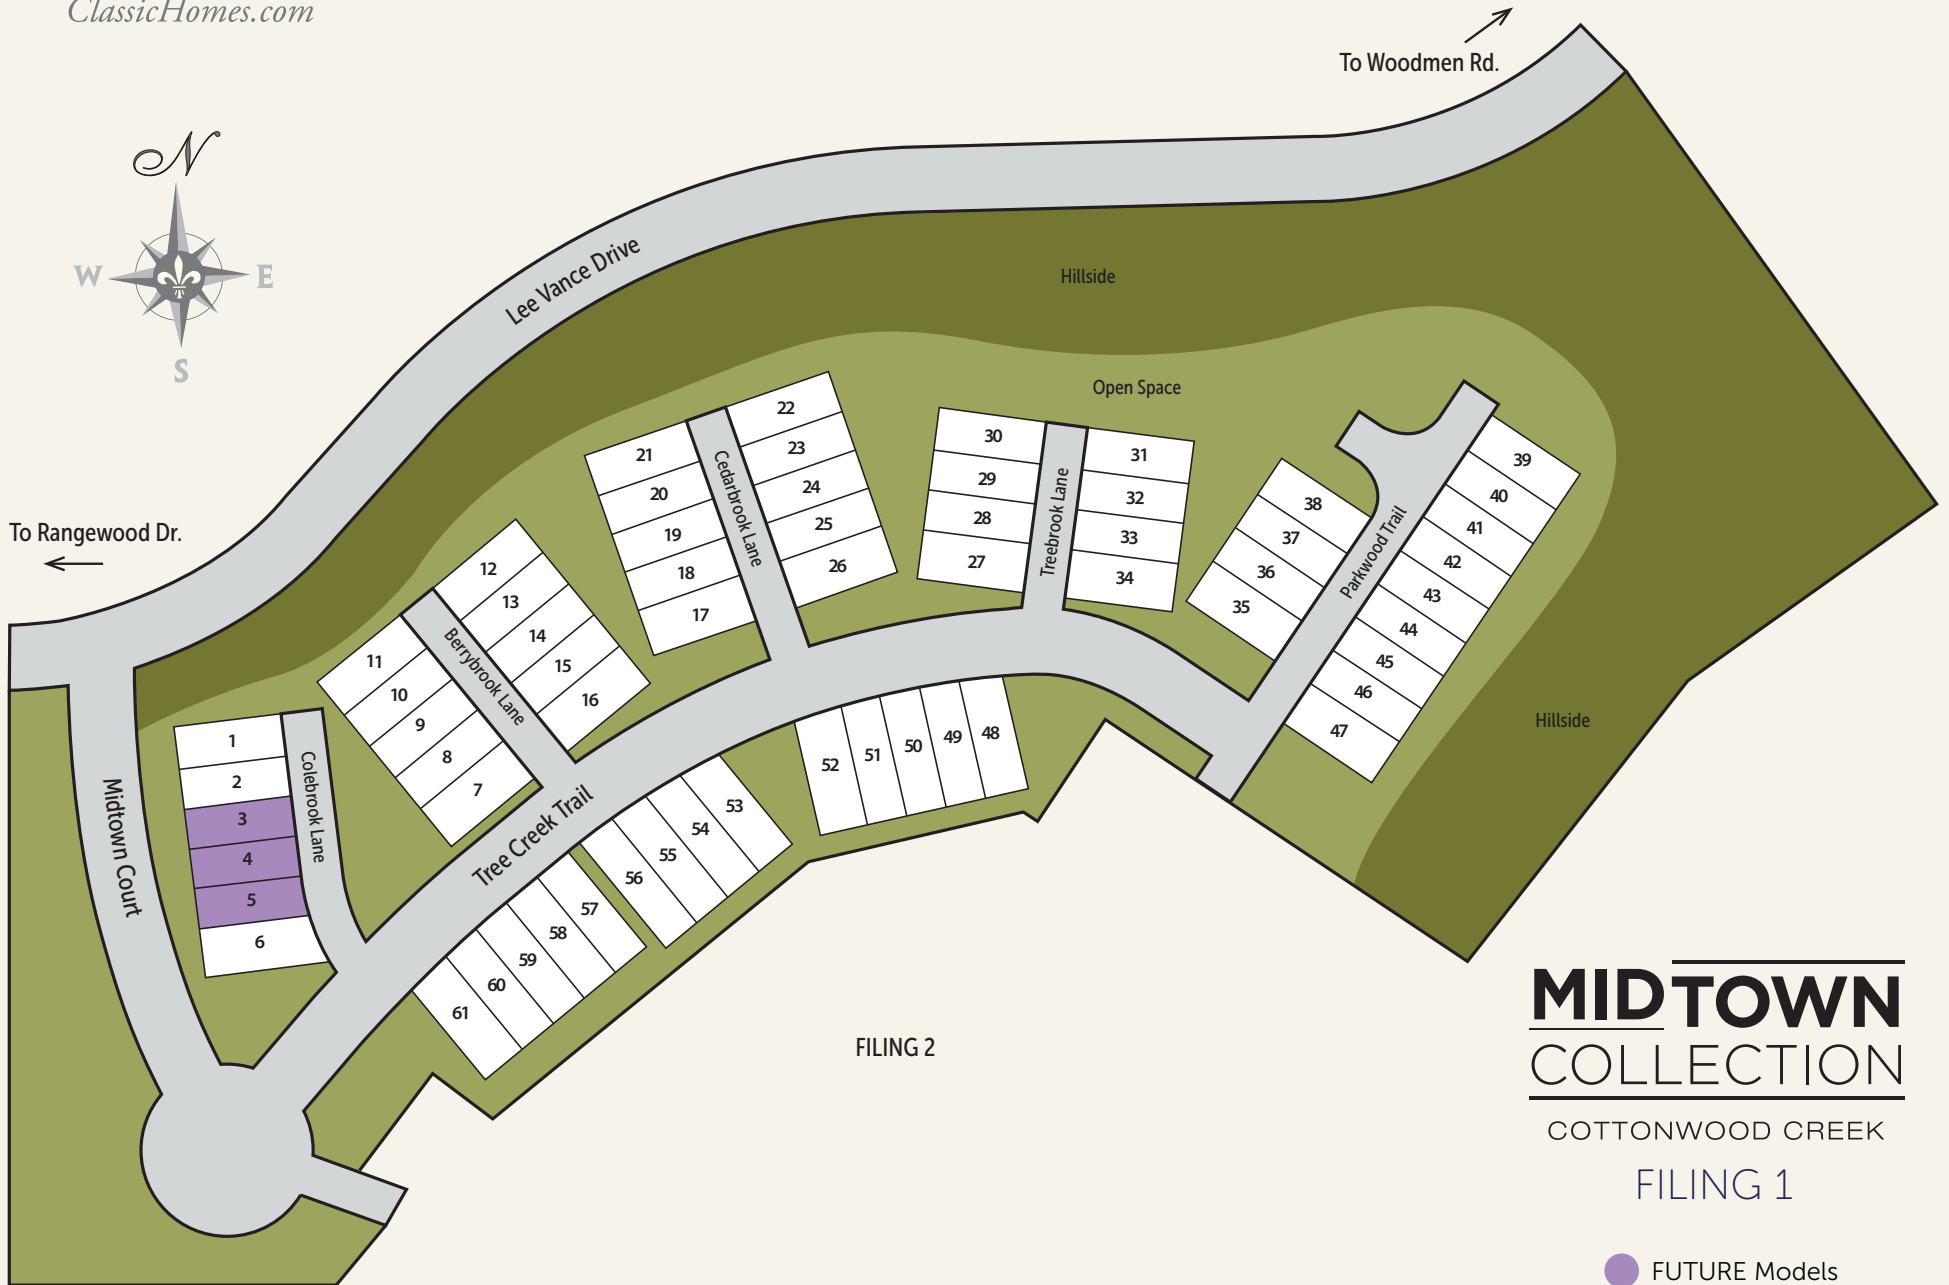 ClassicHomes.com
To Woodmen Rd.
N
W
E
S
Lee Vance Drive
Hillside
Open Space
To Rangewood Dr.
Midtown Court
Colebrook Lane
1
2
3
4
5
6
Berrybrook Lane
11
10
9
8
7
12
13
14
15
16
Cedarbrook Lane
21
20
19
18
17
22
23
24
25
26
Treebrook Lane
30
29
28
27
31
32
33
34
Parkwood Trail
38
37
36
35
39
40
41
42
43
44
45
46
47
Hillside
Tree Creek Trail
52
51
50
49
48
53
54
55
56
57
58
59
60
61
FILING 2
MIDTOWN
COLLECTION
COTTONWOOD CREEK
FILING 1
FUTURE Models